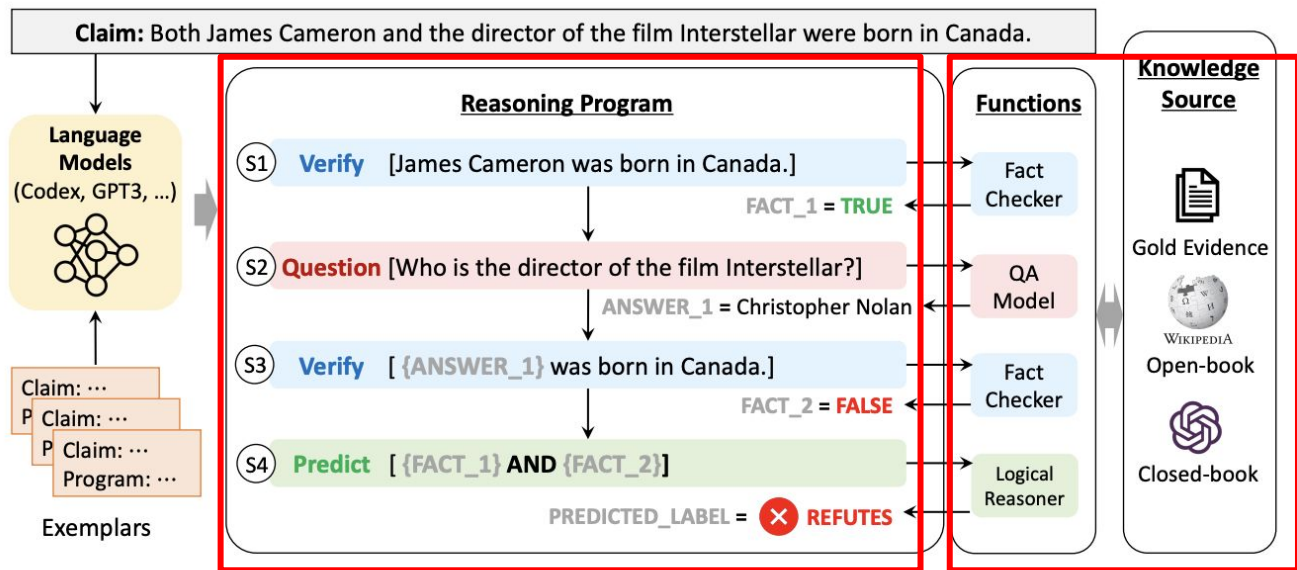 Claim: Both James Cameron and the director of the film Interstellar were born in Canada.
Language
Models
(Codex, GPT3, ...)
Claim: ⋯
P
Claim: ⋯
P
Claim: ⋯
Program: ⋯
Exemplars
Reasoning Program
S1 Verify [James Cameron was born in Canada.]
FACT_1 = TRUE
S2 Question [Who is the director of the film Interstellar?]
ANSWER_1 = Christopher Nolan
S3 Verify [ {ANSWER_1} was born in Canada.]
FACT_2 = FALSE
S4 Predict [ {FACT_1} AND {FACT_2}]
PREDICTED_LABEL = REFUTES
Functions
Fact
Checker
QA
Model
Fact
Checker
Logical
Reasoner
Knowledge
Source
Gold Evidence
WIKIPEDIA
Open-book
Closed-book